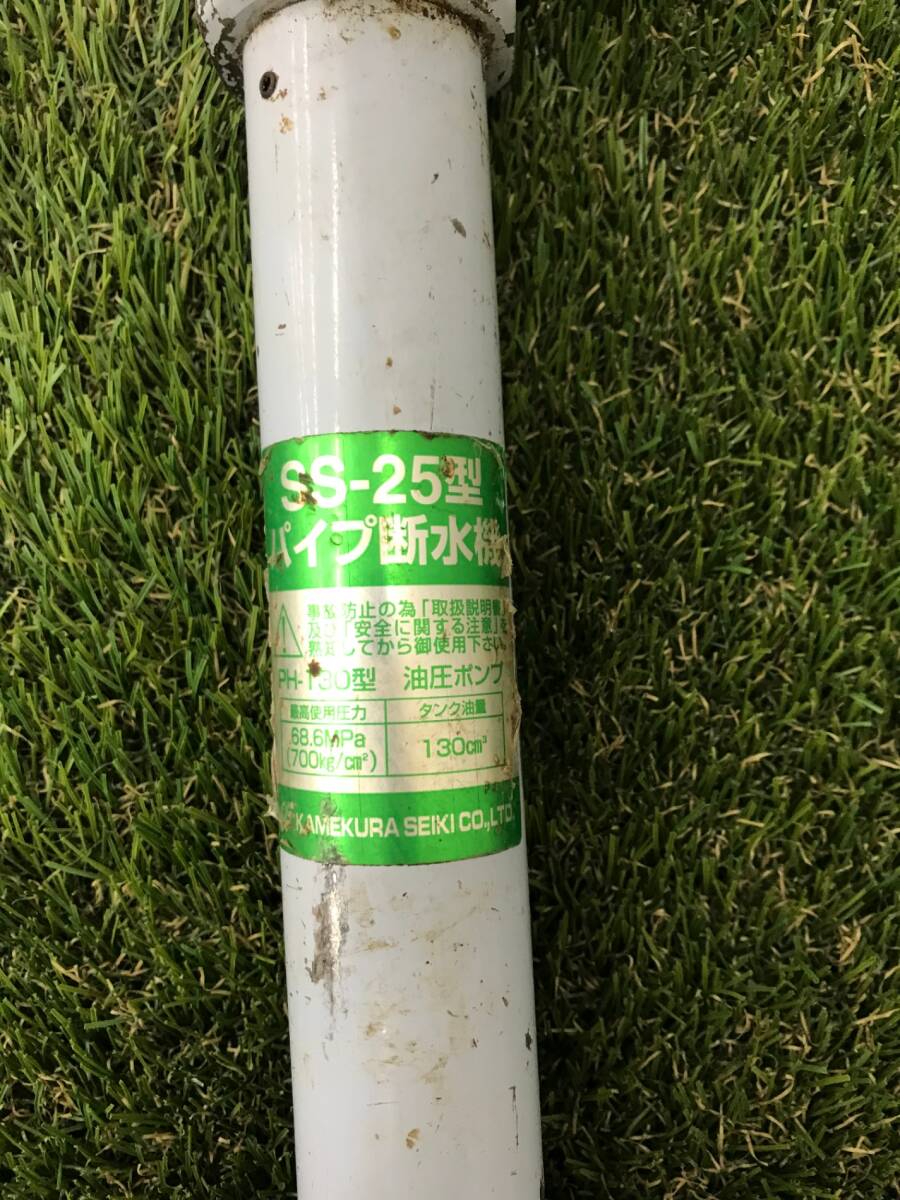 SS-25型
パイプ断水機
事故防止の為「取扱説明書」
及び「安全に関する注意」を
熟知してから御使用下さい。
PH-130型 油圧ポンプ
最高使用圧力 タンク油量
68.6MPa
(700kg/cm²) 130cm³
KAMEKURA SEIKI CO.,LTD.